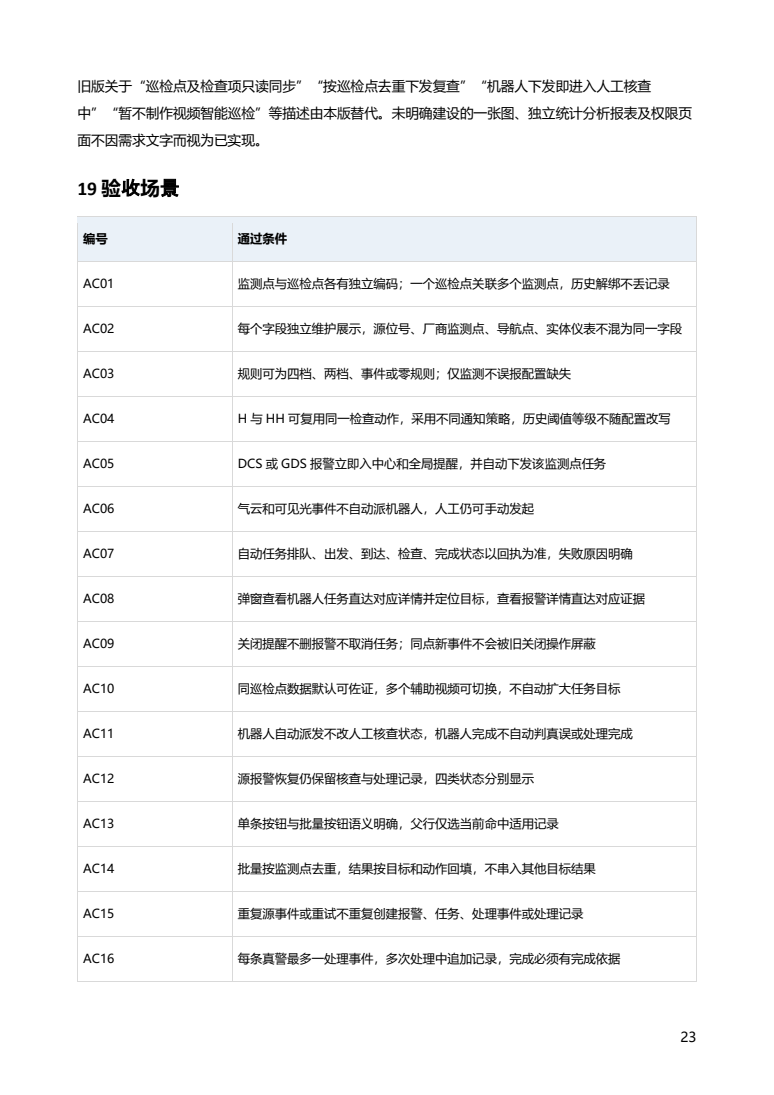 旧版关于“巡检点及检查项只读同步”“按巡检点去重下发复查”“机器人下发即进入人工核查
中”“暂不制作视频智能巡检”等描述由本版替代。未明确建设的一张图、独立统计分析报表及权限页
面不因需求文字而视为已实现。
19 验收场景
编号 通过条件
AC01 监测点与巡检点各有独立编码；一个巡检点关联多个监测点，历史解绑不丢记录
AC02 每个字段独立维护展示，源位号、厂商监测点、导航点、实体仪表不混为同一字段
AC03 规则可为四档、两档、事件或零规则；仅监测不误报配置缺失
AC04 H 与 HH 可复用同一检查动作，采用不同通知策略，历史阈值等级不随配置改写
AC05 DCS 或 GDS 报警立即入中心和全局提醒，并自动下发该监测点任务
AC06 气云和可见光事件不自动派机器人，人工仍可手动发起
AC07 自动任务排队、出发、到达、检查、完成状态以回执为准，失败原因明确
AC08 弹窗查看机器人任务直达对应详情并定位目标，查看报警详情直达对应证据
AC09 关闭提醒不删报警不取消任务；同点新事件不会被旧关闭操作屏蔽
AC10 同巡检点数据默认可佐证，多个辅助视频可切换，不自动扩大任务目标
AC11 机器人自动派发不改人工核查状态，机器人完成不自动判真误或处理完成
AC12 源报警恢复仍保留核查与处理记录，四类状态分别显示
AC13 单条按钮与批量按钮语义明确，父行仅选当前命中适用记录
AC14 批量按监测点去重，结果按目标和动作回填，不串入其他目标结果
AC15 重复源事件或重试不重复创建报警、任务、处理事件或处理记录
AC16 每条真警最多一处理事件，多次处理中追加记录，完成必须有完成依据
23